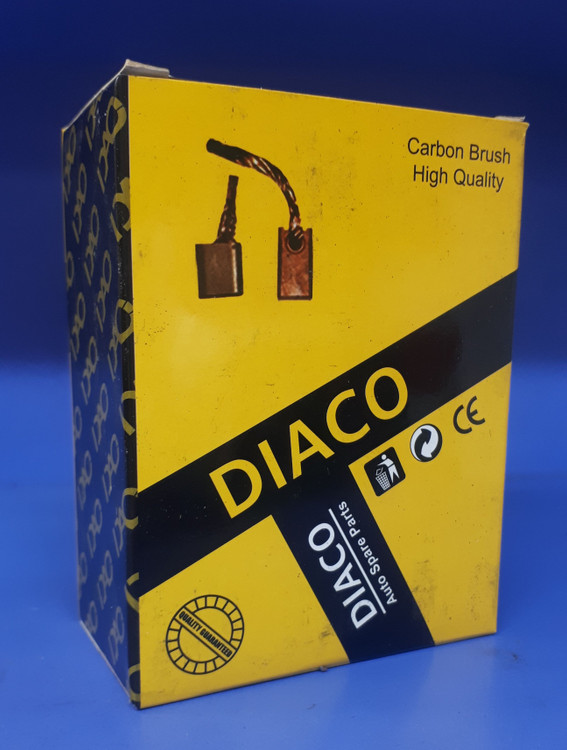 Carbon Brush
High Quality
DIACO
CE
DIACO
Auto Spare Parts
QUALITY GUARANTEED